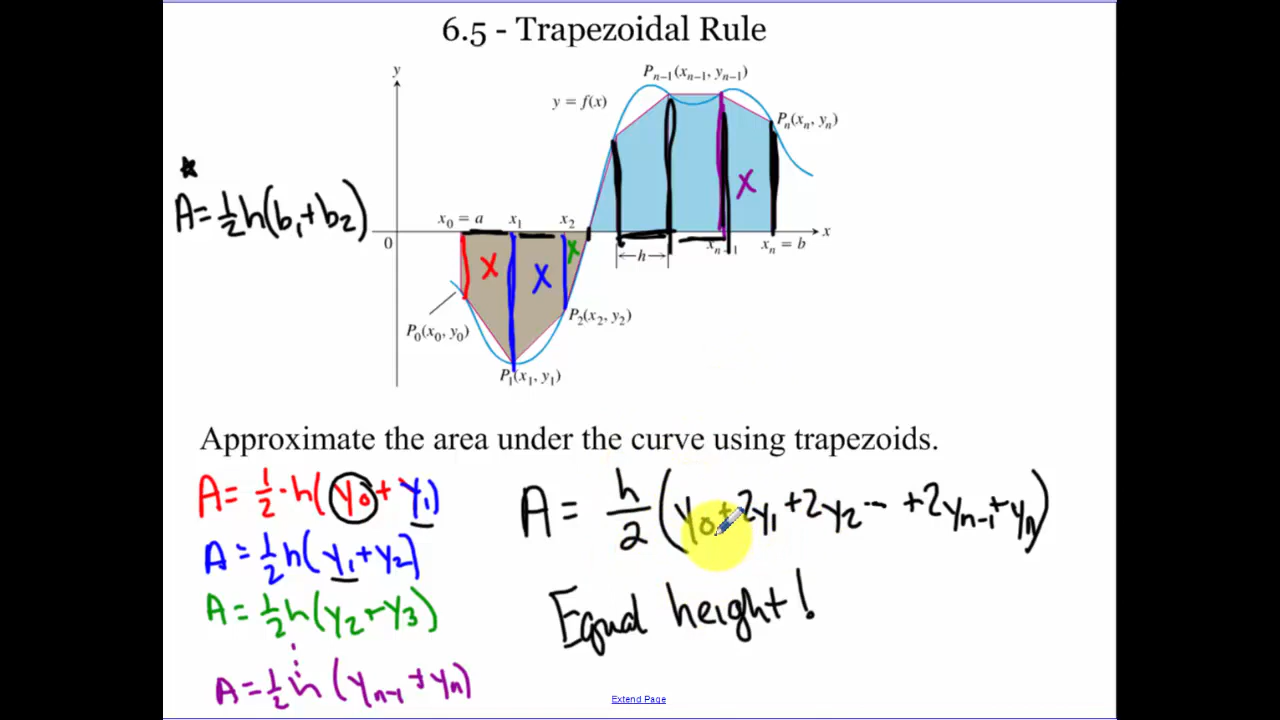 6.5 - Trapezoidal Rule
y
P_{n–1}(x_{n–1}, y_{n–1})
y = f(x)
P_n(x_n, y_n)
A = ½h(b₁+b₂)
x₀ = a
x₁
x₂
0
x
h
x_n = b
P₀(x₀, y₀)
P₂(x₂, y₂)
P₁(x₁, y₁)
Approximate the area under the curve using trapezoids.
A = ½·h(y₀+y₁)
A = ½h(y₁+y₂)
A = ½h(y₂+y₃)
⋮
A = ½h(y_{n-1}+y_n)
A = h/2 (y₀+2y₁+2y₂-- +2y_{n-1}+y_n)
Equal height!
X
X
X
X
Extend Page